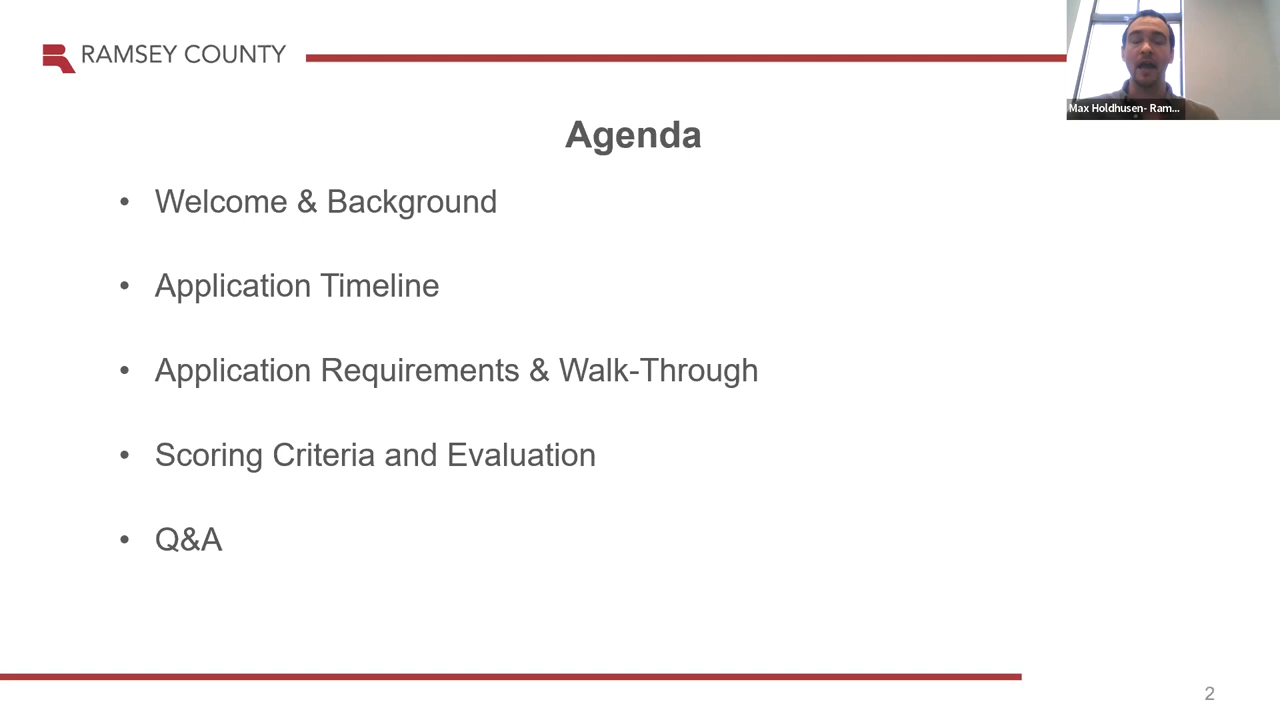 RAMSEY COUNTY
Max Holdhusen- Ram...
Agenda
• Welcome & Background
• Application Timeline
• Application Requirements & Walk-Through
• Scoring Criteria and Evaluation
• Q&A
2